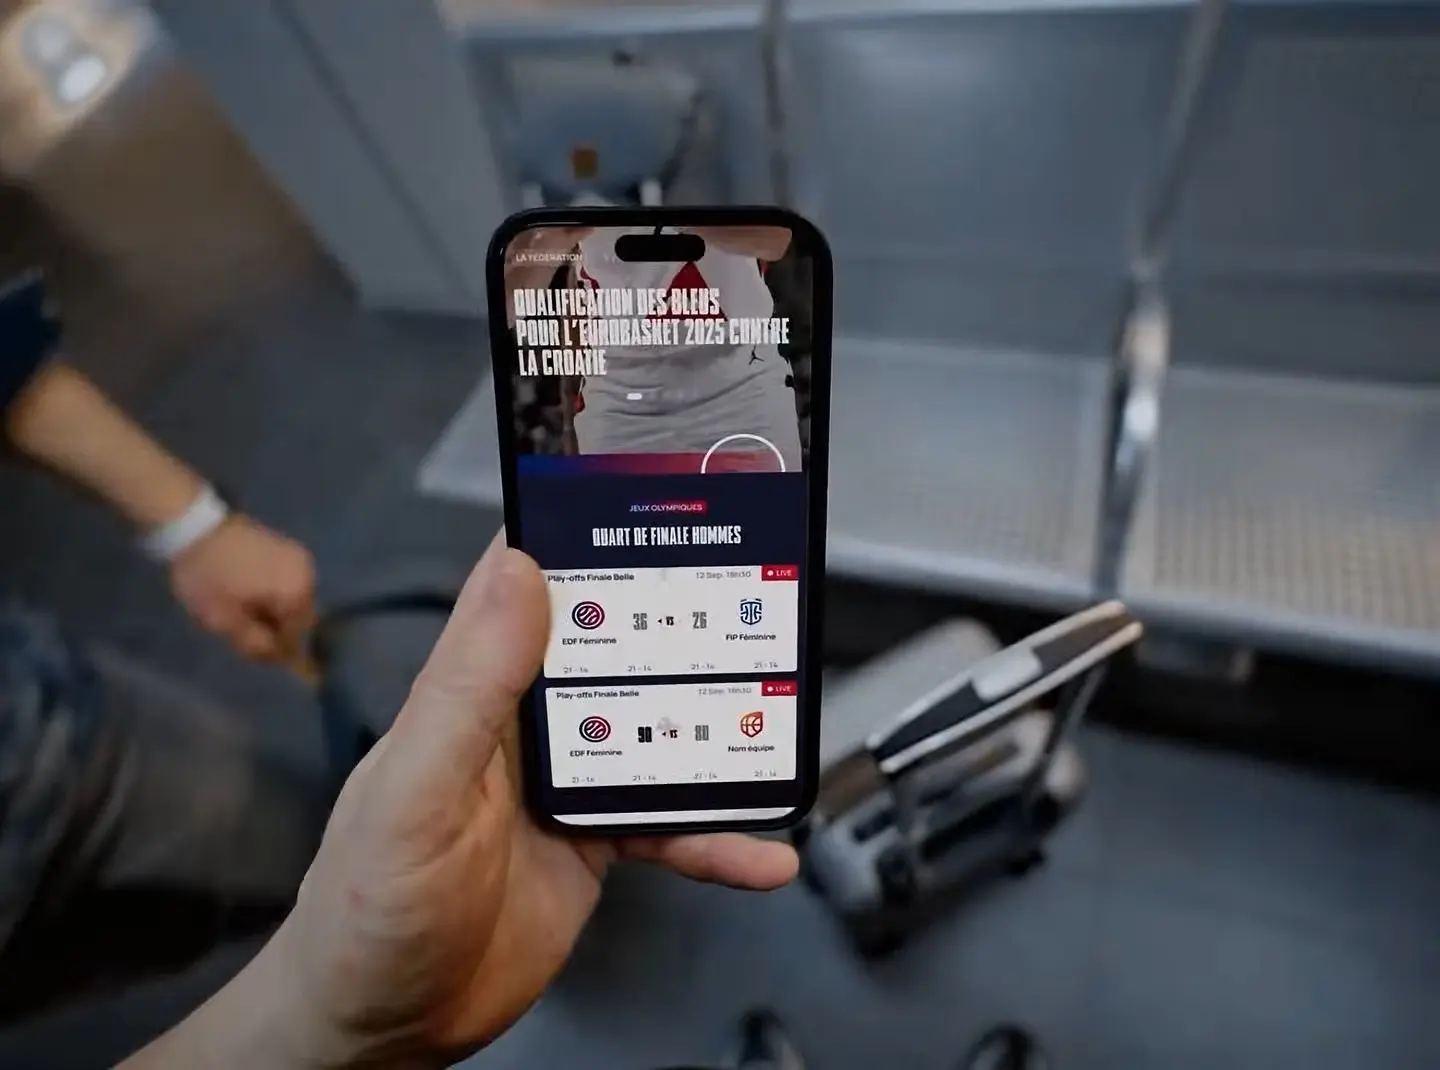 LA FÉDÉRATION
QUALIFICATION DES BLEUS
POUR L'EUROBASKET 2025 CONTRE
LA CROATIE
JEUX OLYMPIQUES
QUART DE FINALE HOMMES
Play-offs Finale Belle 12 Sep. 18h30 LIVE
36 VS 26
EDF Féminine FIP Féminine
21 - 14 21 - 14 21 - 14 21 - 14
Play-offs Finale Belle 12 Sep. 18h30 LIVE
90 VS 80
EDF Féminine Nom équipe
21 - 14 21 - 14 21 - 14 21 - 14